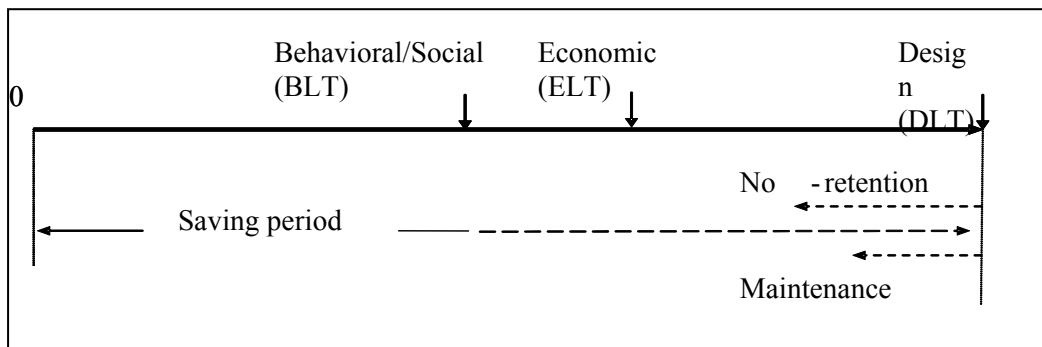 Behavioral/Social
(BLT)
Economic
(ELT)
Desig
n
(DLT)
0
No -retention
Saving period
Maintenance